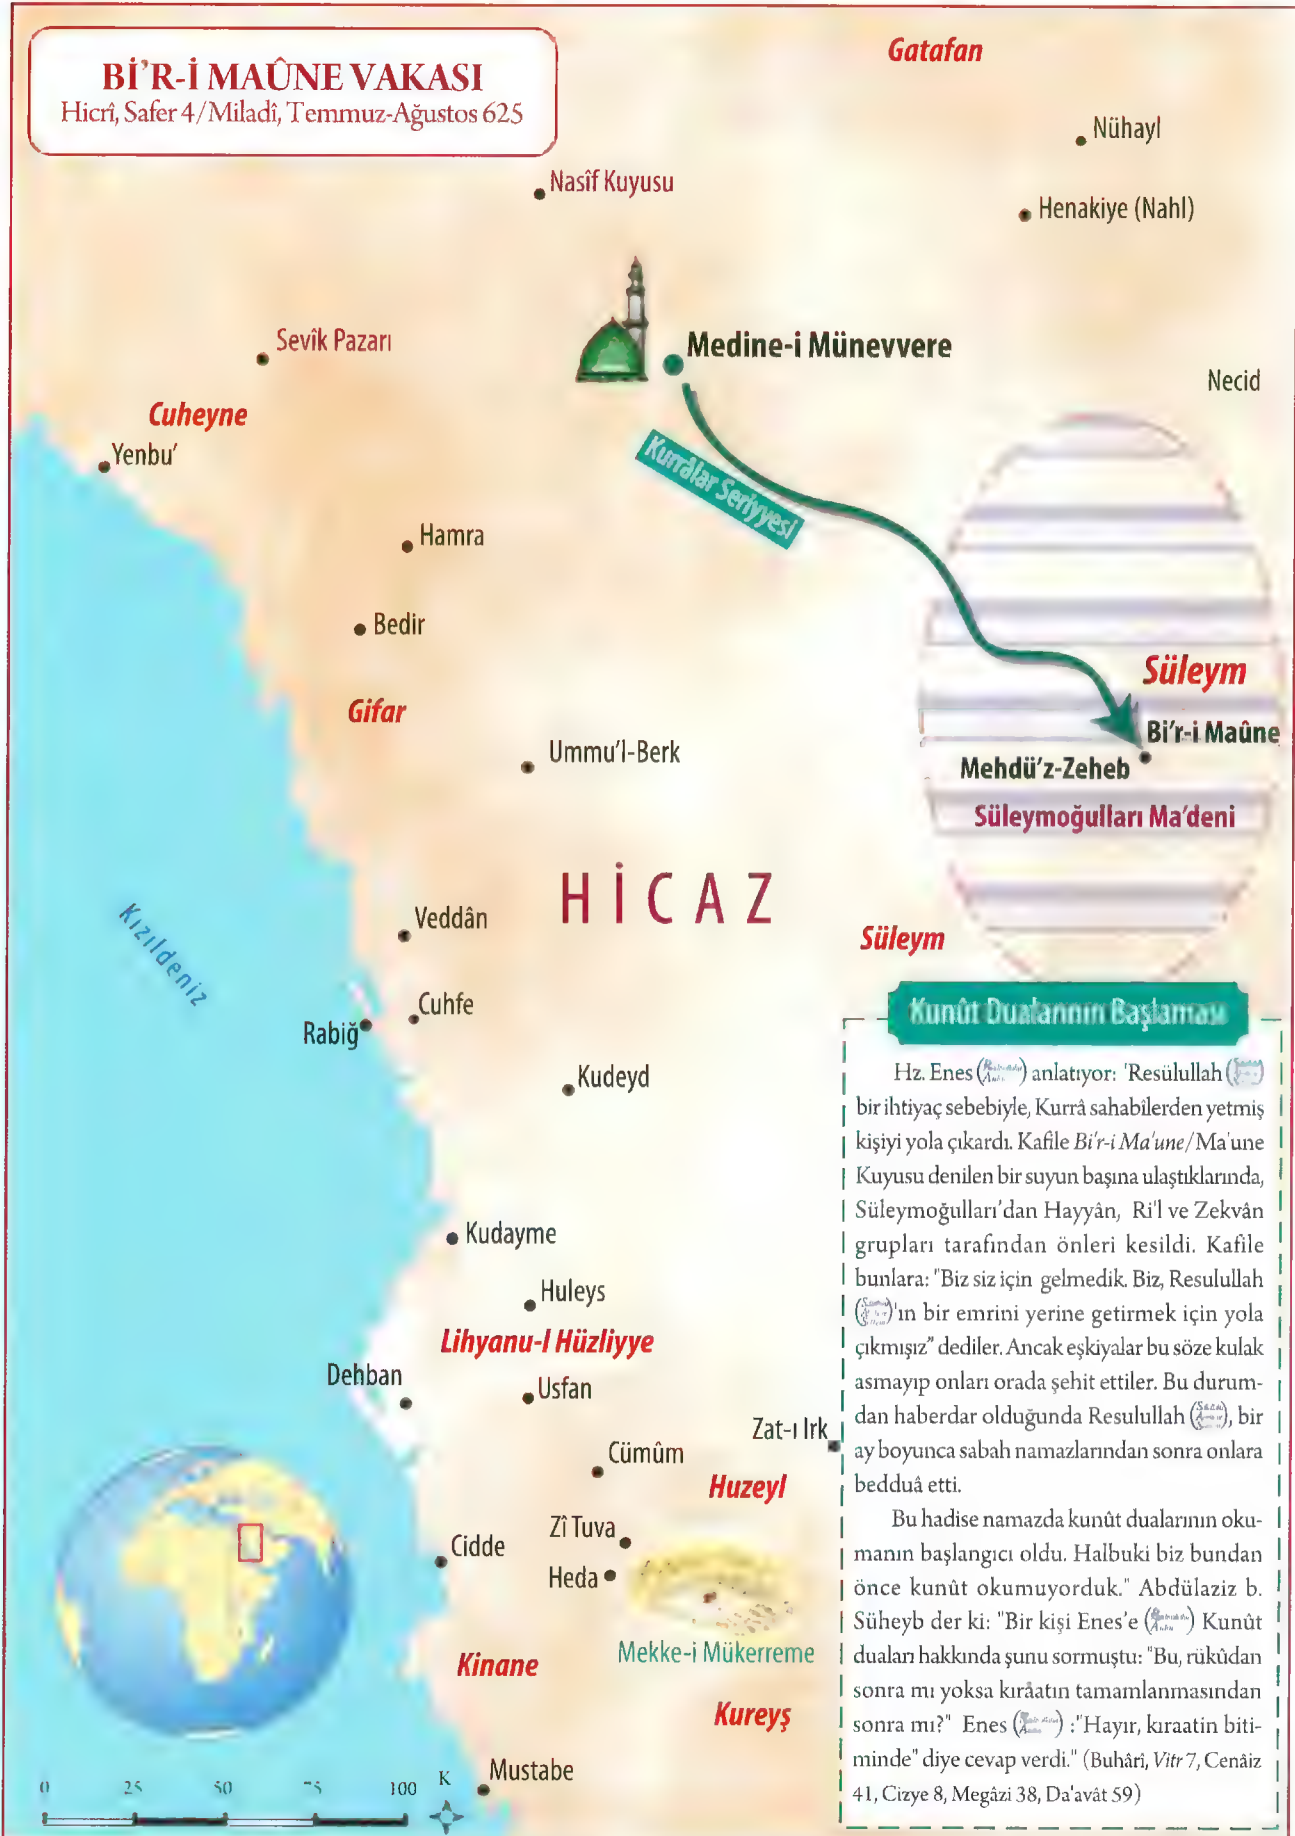 BİʼR-İ MAÛNE VAKASI
Hicrî, Safer 4/Miladî, Temmuz-Ağustos 625
Gatafan
Nühayl
Nasîf Kuyusu
Henakiye (Nahl)
Sevîk Pazarı
Medine-i Münevvere
Necid
Cuheyne
Yenbu'
Kurrâlar Seriyyesi
Hamra
Bedir
Süleym
Gifar
Bi'r-i Maûne
Ummu'l-Berk
Mehdü'z-Zeheb
Süleymoğulları Ma'deni
HİCAZ
Kızıldeniz
Veddân
Süleym
Cuhfe
Rabiğ
Kudeyd
Kudayme
Huleys
Lihyanu-l Hüzliyye
Dehban
Usfan
Zat-ı Irk
Cümûm
Huzeyl
Zî Tuva
Cidde
Heda
Mekke-i Mükerreme
Kinane
Kureyş
Mustabe
0 25 50 75 100 K
Kunût Dualarının Başlaması
Hz. Enes anlatıyor: 'Resülullah
bir ihtiyaç sebebiyle, Kurrâ sahabîlerden yetmiş
kişiyi yola çıkardı. Kafile Bi'r-i Ma'une/Ma'une
Kuyusu denilen bir suyun başına ulaştıklarında,
Süleymoğulları'dan Hayyân, Ri'l ve Zekvân
grupları tarafından önleri kesildi. Kafile
bunlara: "Biz siz için gelmedik. Biz, Resulullah
'ın bir emrini yerine getirmek için yola
çıkmışız" dediler. Ancak eşkiyalar bu söze kulak
asmayıp onları orada şehit ettiler. Bu durum-
dan haberdar olduğunda Resulullah , bir
ay boyunca sabah namazlarından sonra onlara
bedduâ etti.
Bu hadise namazda kunût dualarının oku-
manın başlangıcı oldu. Halbuki biz bundan
önce kunût okumuyorduk." Abdülaziz b.
Süheyb der ki: "Bir kişi Enes'e Kunût
duaları hakkında şunu sormuştu: "Bu, rükûdan
sonra mı yoksa kırâatın tamamlanmasından
sonra mı?" Enes :"Hayır, kıraatin biti-
minde" diye cevap verdi." (Buhârî, Vitr 7, Cenâiz
41, Cizye 8, Megâzi 38, Da'avât 59)